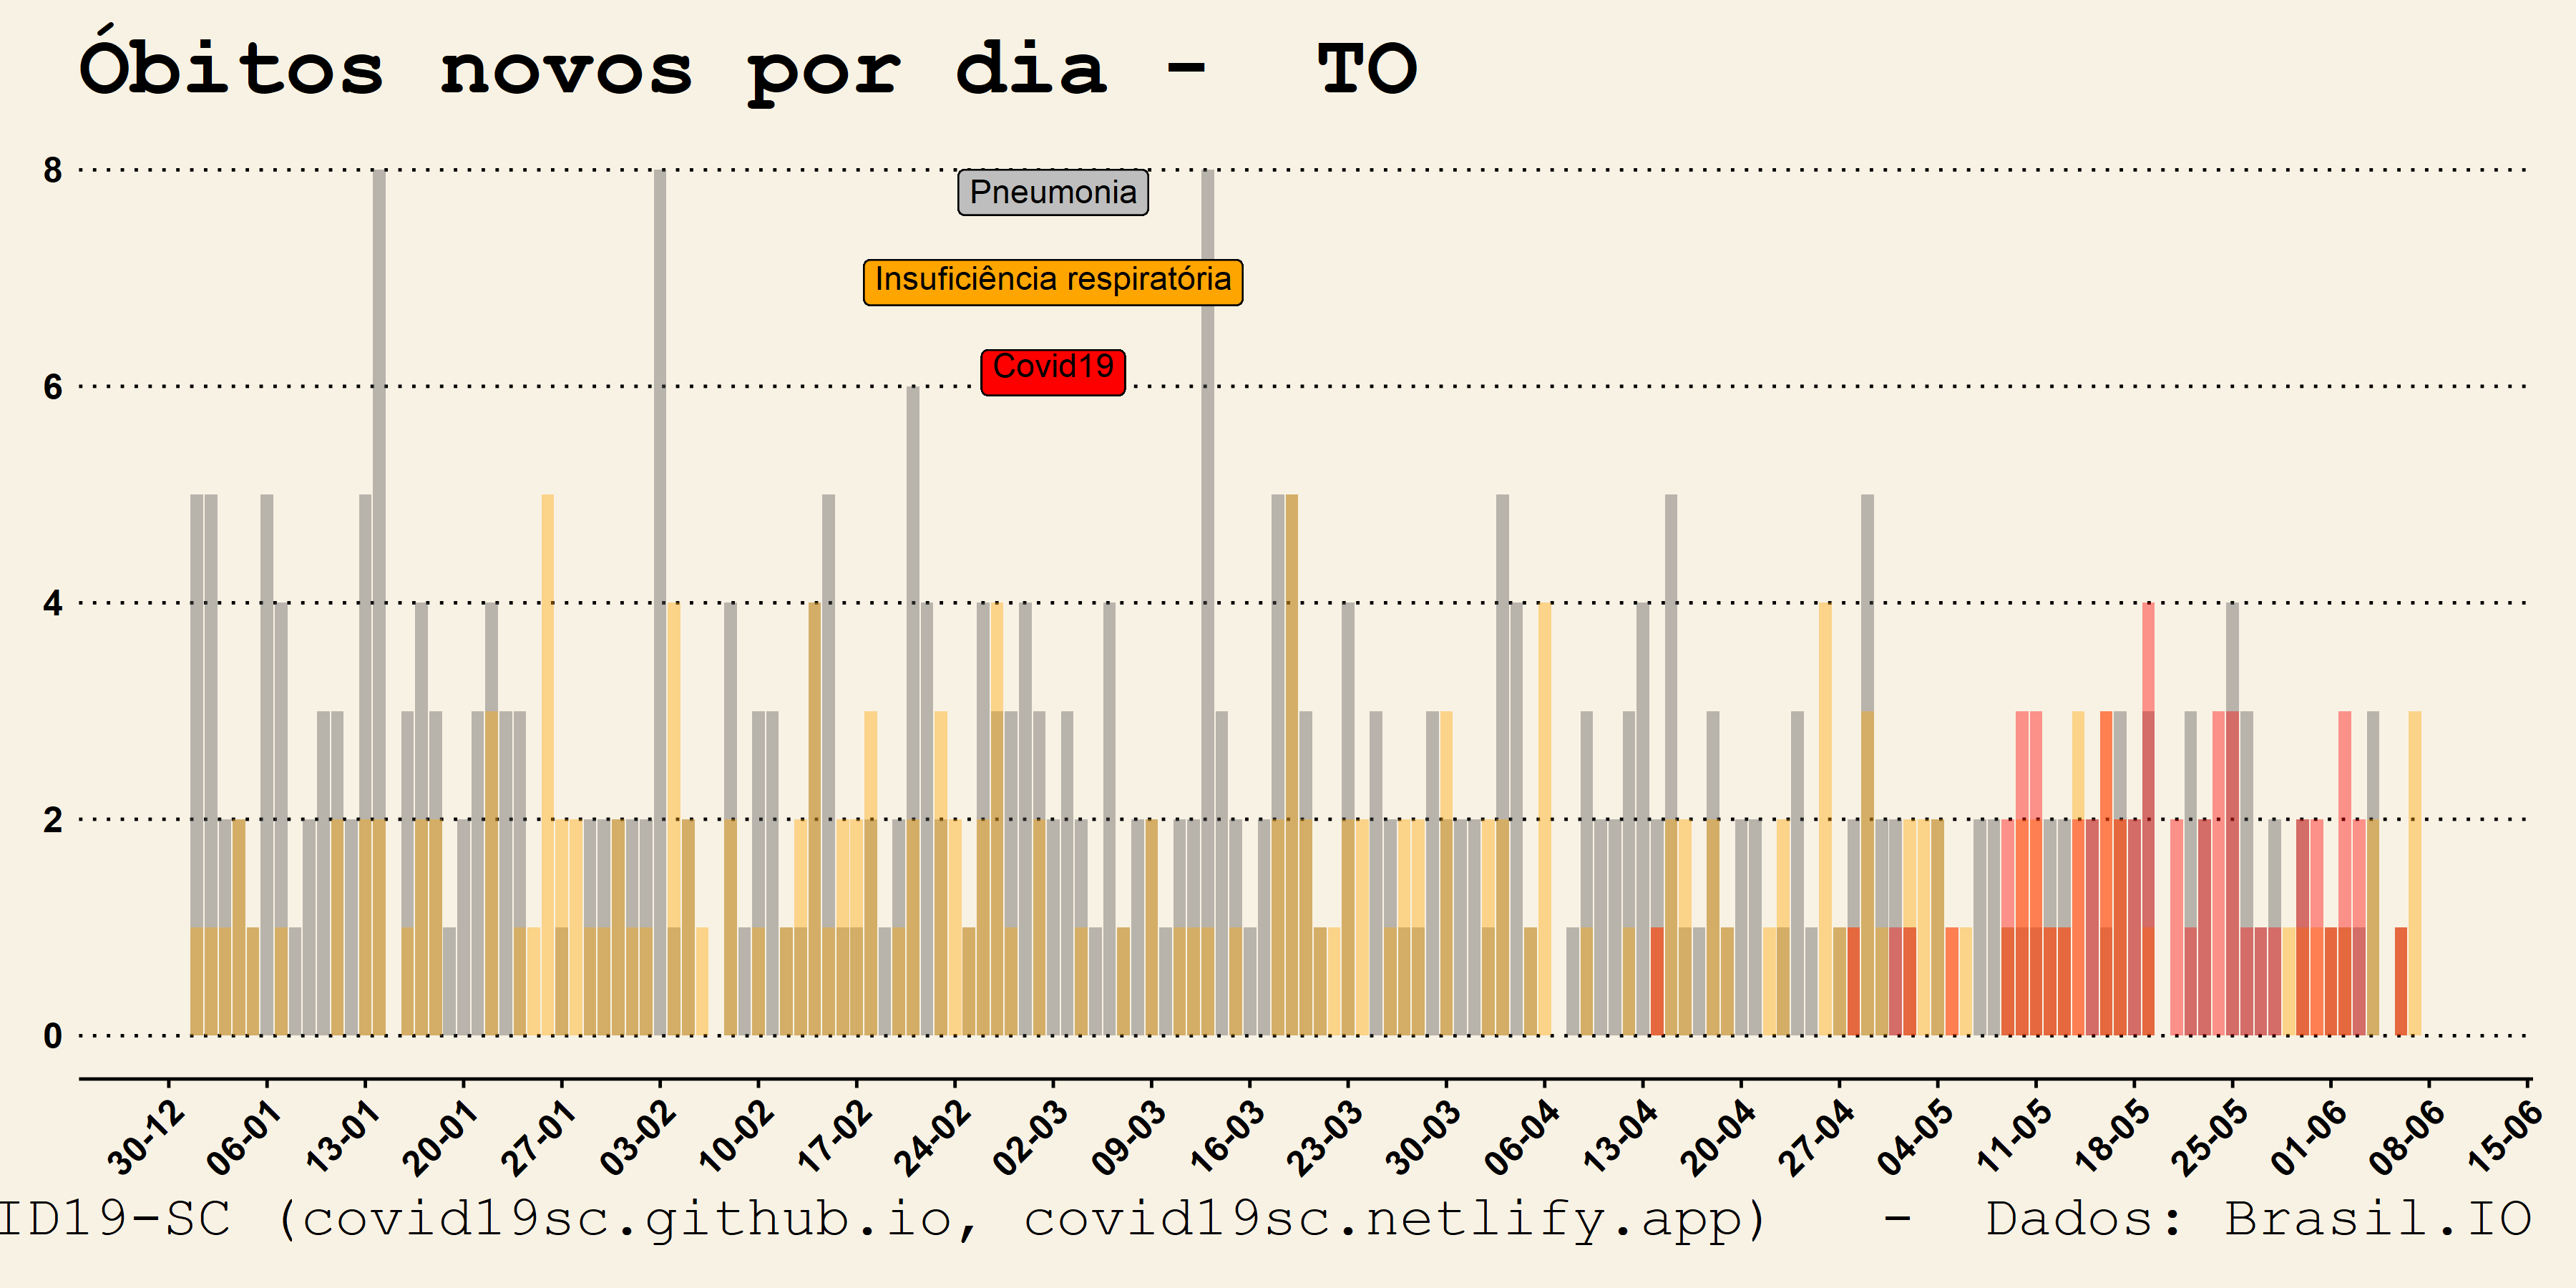 Óbitos novos por dia - TO
8
Pneumonia
Insuficiência respiratória
Covid19
6
4
2
0
30-12 06-01 13-01 20-01 27-01 03-02 10-02 17-02 24-02 02-03 09-03 16-03 23-03 30-03 06-04 13-04 20-04 27-04 04-05 11-05 18-05 25-05 01-06 08-06 15-06
ID19-SC (covid19sc.github.io, covid19sc.netlify.app) - Dados: Brasil.IO